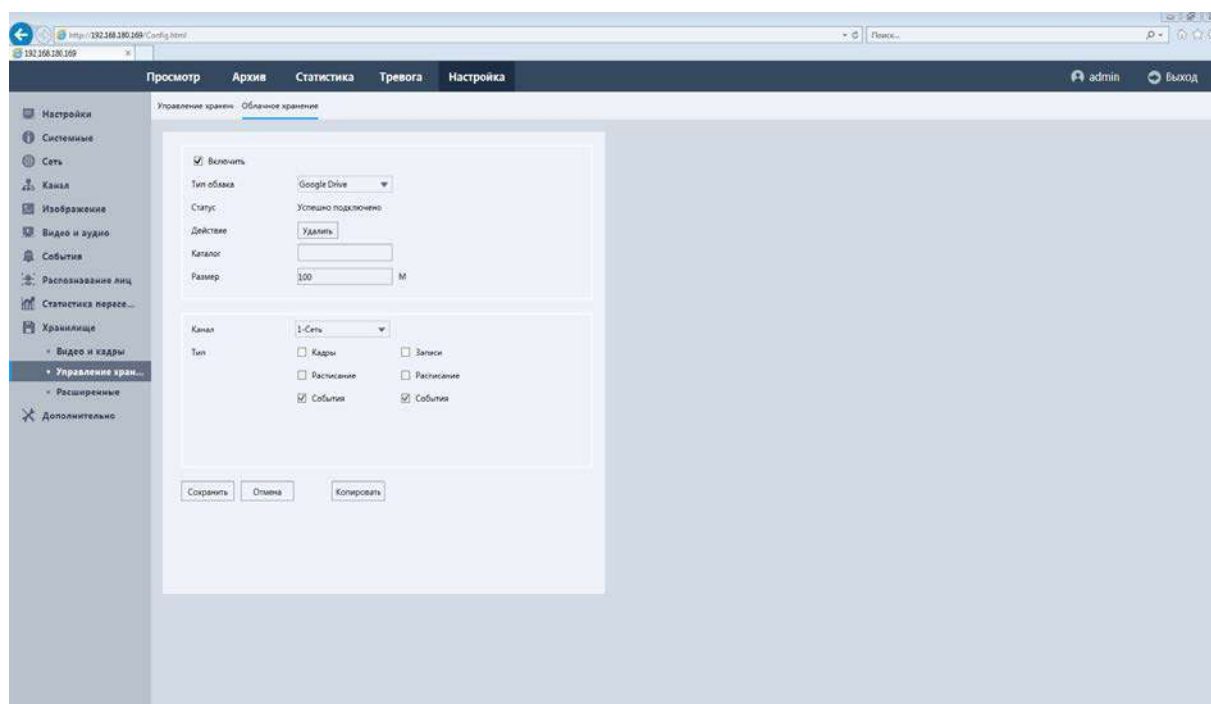 http://192.168.180.169/Config.html
Поиск...
192.168.180.169
Просмотр Архив Статистика Тревога Настройка admin Выход
Управление хранен Облачное хранение
Настройки
Системные
Сеть
Канал
Изображение
Видео и аудио
События
Распознавание лиц
Статистика пересе...
Хранилище
Видео и кадры
Управление хран...
Расширенные
Дополнительно
Включить
Тип облака Google Drive
Статус Успешно подключено
Действие Удалить
Каталог
Размер 100 М
Канал 1-Сеть
Тип Кадры Записи
Расписание Расписание
События События
Сохранить Отмена Копировать